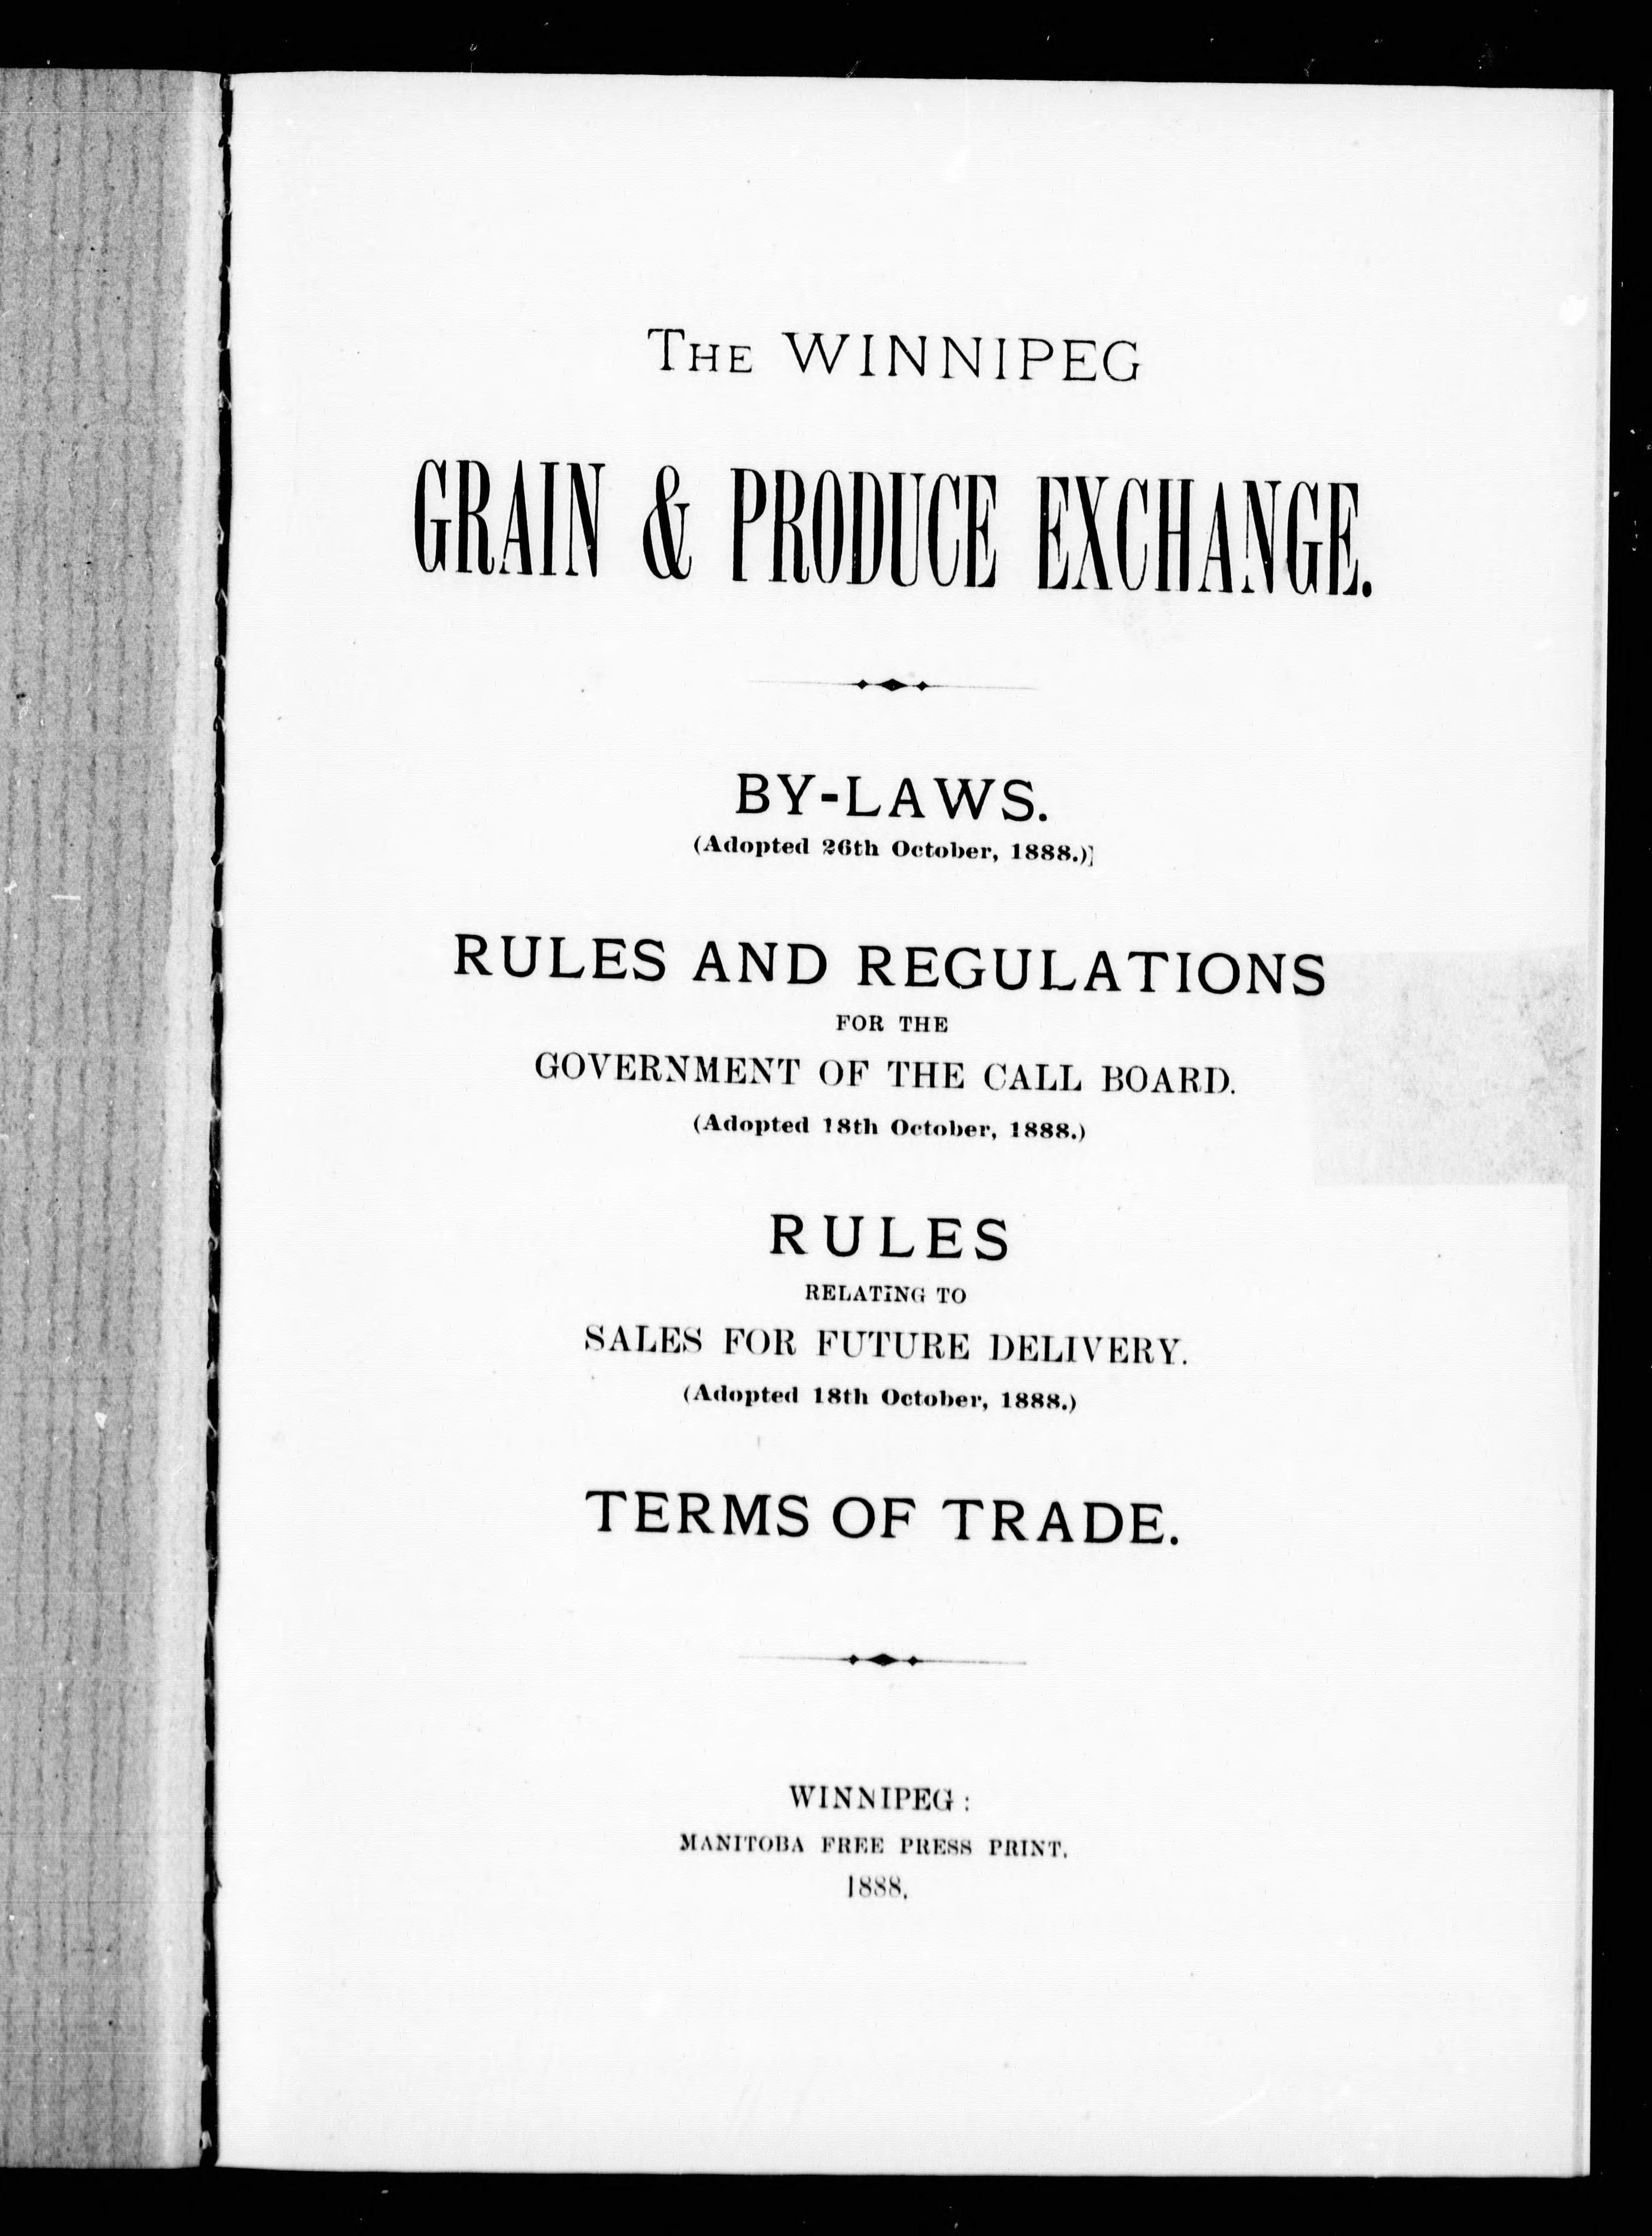 The WINNIPEG
GRAIN & PRODUCE EXCHANGE.
BY-LAWS.
(Adopted 26th October, 1888.)]
RULES AND REGULATIONS
FOR THE
GOVERNMENT OF THE CALL BOARD.
(Adopted 18th October, 1888.)
RULES
RELATING TO
SALES FOR FUTURE DELIVERY.
(Adopted 18th October, 1888.)
TERMS OF TRADE.
WINNIPEG:
MANITOBA FREE PRESS PRINT.
1888.